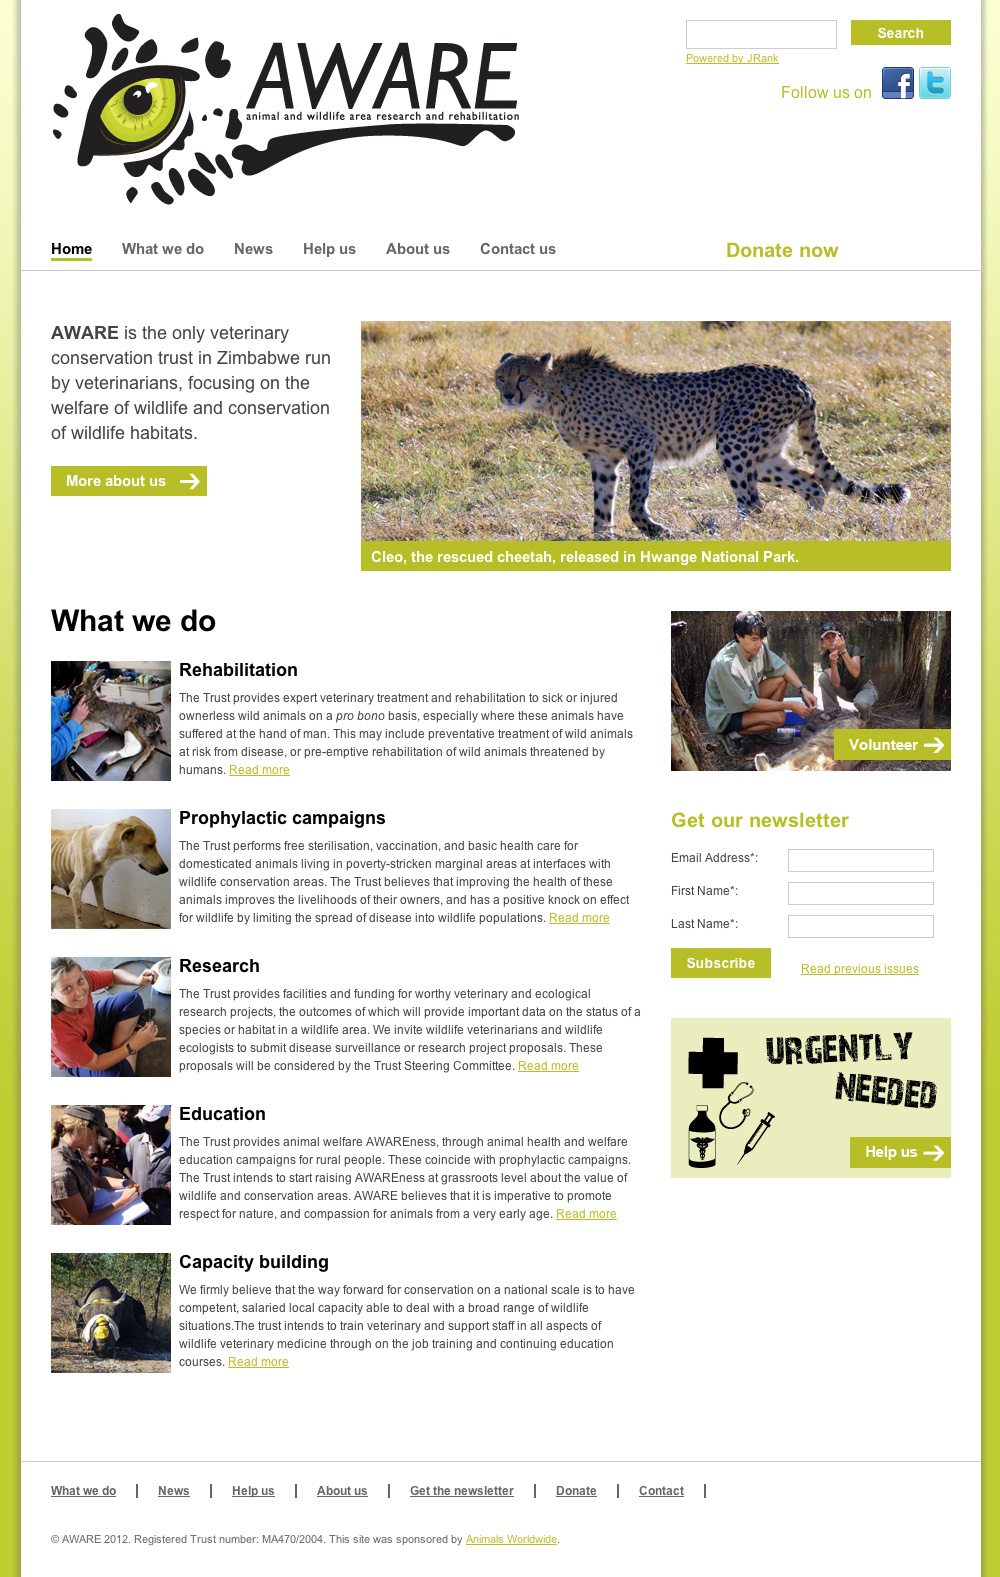 AWARE
animal and wildlife area research and rehabilitation
Search
Powered by JRank
Follow us on
Home What we do News Help us About us Contact us Donate now
AWARE is the only veterinary
conservation trust in Zimbabwe run
by veterinarians, focusing on the
welfare of wildlife and conservation
of wildlife habitats.
More about us
Cleo, the rescued cheetah, released in Hwange National Park.
What we do
Rehabilitation
The Trust provides expert veterinary treatment and rehabilitation to sick or injured
ownerless wild animals on a pro bono basis, especially where these animals have
suffered at the hand of man. This may include preventative treatment of wild animals
at risk from disease, or pre-emptive rehabilitation of wild animals threatened by
humans. Read more
Prophylactic campaigns
The Trust performs free sterilisation, vaccination, and basic health care for
domesticated animals living in poverty-stricken marginal areas at interfaces with
wildlife conservation areas. The Trust believes that improving the health of these
animals improves the livelihoods of their owners, and has a positive knock on effect
for wildlife by limiting the spread of disease into wildlife populations. Read more
Research
The Trust provides facilities and funding for worthy veterinary and ecological
research projects, the outcomes of which will provide important data on the status of a
species or habitat in a wildlife area. We invite wildlife veterinarians and wildlife
ecologists to submit disease surveillance or research project proposals. These
proposals will be considered by the Trust Steering Committee. Read more
Education
The Trust provides animal welfare AWAREness, through animal health and welfare
education campaigns for rural people. These coincide with prophylactic campaigns.
The Trust intends to start raising AWAREness at grassroots level about the value of
wildlife and conservation areas. AWARE believes that it is imperative to promote
respect for nature, and compassion for animals from a very early age. Read more
Capacity building
We firmly believe that the way forward for conservation on a national scale is to have
competent, salaried local capacity able to deal with a broad range of wildlife
situations.The trust intends to train veterinary and support staff in all aspects of
wildlife veterinary medicine through on the job training and continuing education
courses. Read more
Volunteer
Get our newsletter
Email Address*:
First Name*:
Last Name*:
Subscribe
Read previous issues
URGENTLY
NEEDED
Help us
What we do | News | Help us | About us | Get the newsletter | Donate | Contact |
© AWARE 2012. Registered Trust number: MA470/2004. This site was sponsored by Animals Worldwide.